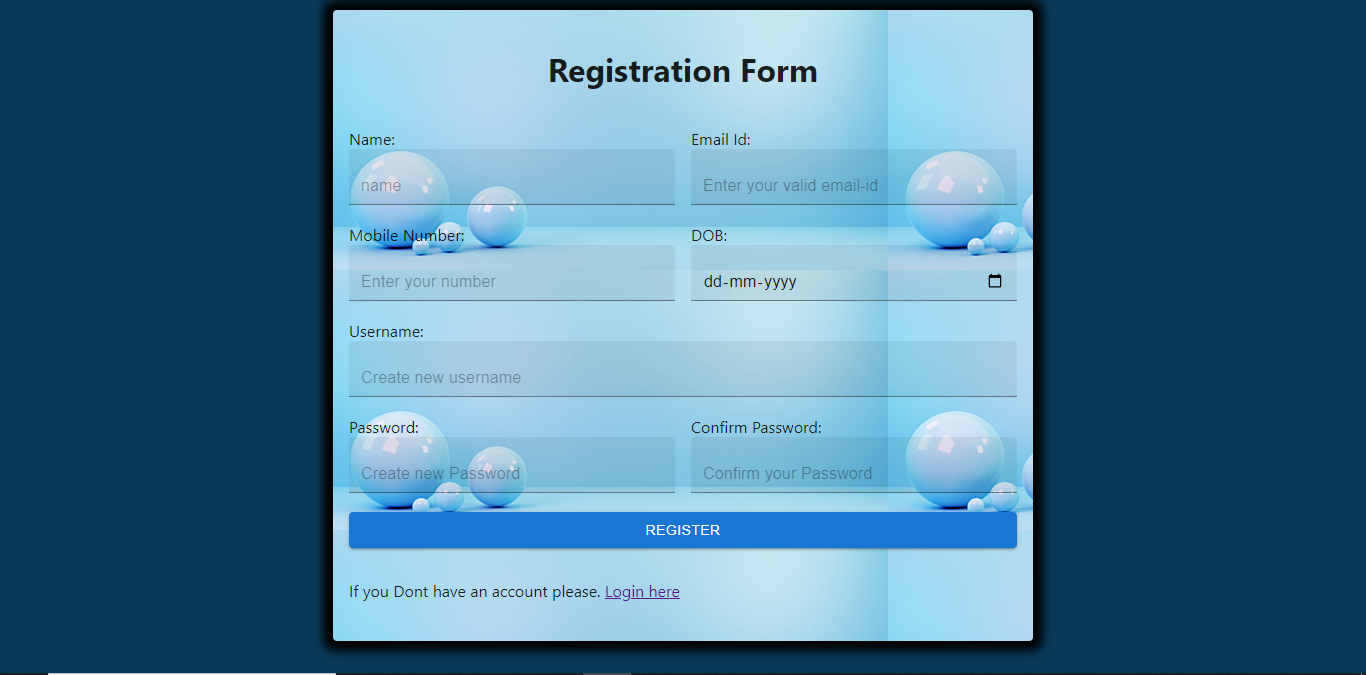 Registration Form
Name:
Email Id:
name
Enter your valid email-id
Mobile Number:
DOB:
Enter your number
dd-mm-yyyy
Username:
Create new username
Password:
Confirm Password:
Create new Password
Confirm your Password
REGISTER
If you Dont have an account please. Login here